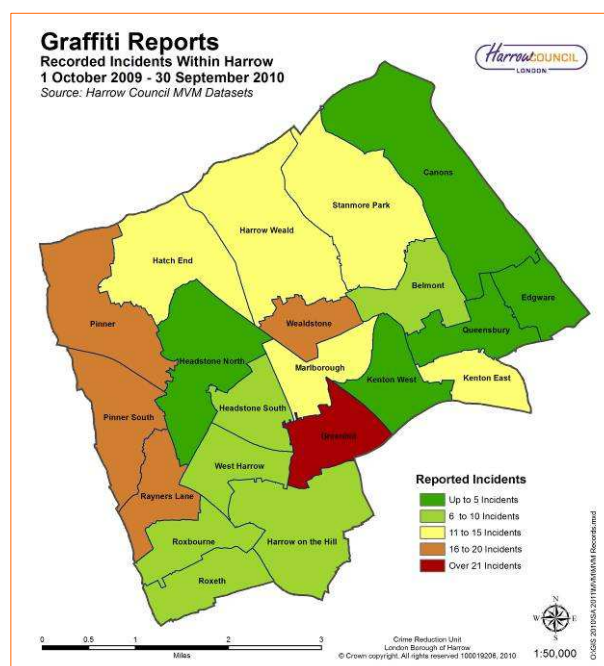 Graffiti Reports
Recorded Incidents Within Harrow
1 October 2009 - 30 September 2010
Source: Harrow Council MVM Datasets
HarrowCOUNCIL
LONDON
Canons
Stanmore Park
Harrow Weald
Hatch End
Belmont
Edgware
Pinner
Wealdstone
Queensbury
Headstone North
Marlborough
Kenton West
Kenton East
Pinner South
Headstone South
Greenhill
West Harrow
Rayners Lane
Roxbourne
Harrow on the Hill
Roxeth
Reported Incidents
Up to 5 Incidents
6 to 10 Incidents
11 to 15 Incidents
16 to 20 Incidents
Over 21 Incidents
0 0.5 1 2 3
Miles
Crime Reduction Unit
London Borough of Harrow
© Crown copyright. All rights reserved 100019206, 2010
N
W E
S
1:50,000